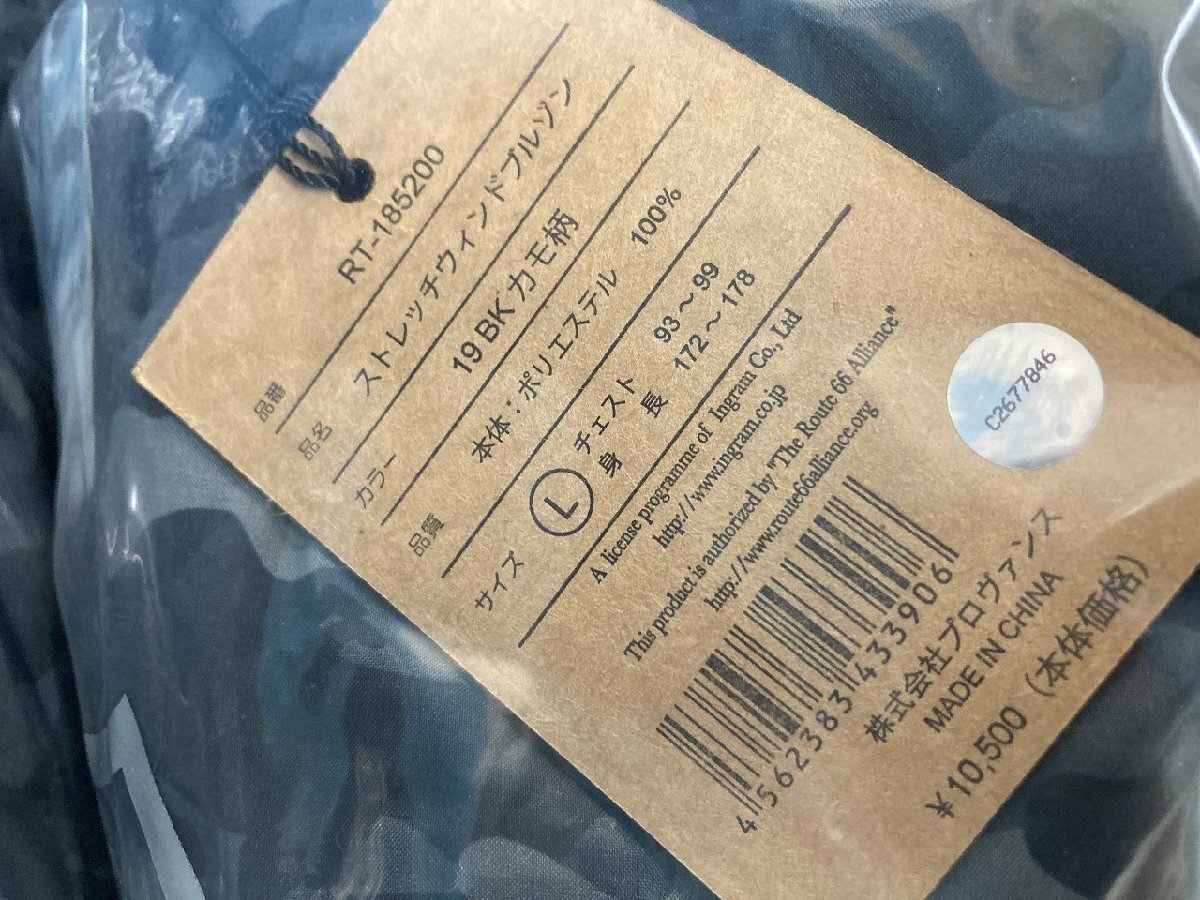 品番 RT-185200
品名 ストレッチウィンドブルゾン
カラー 19 BKカモ柄
品質 本体：ポリエステル 100%
サイズ L チェスト 93～99
身長 172～178
A license programme of Ingram Co., Ltd
http://www.ingram.co.jp
This product is authorized by "The Route 66 Alliance"
http://www.route66alliance.org
C2677846
4562383433906
株式会社プロヴァンス
MADE IN CHINA
¥10,500（本体価格）